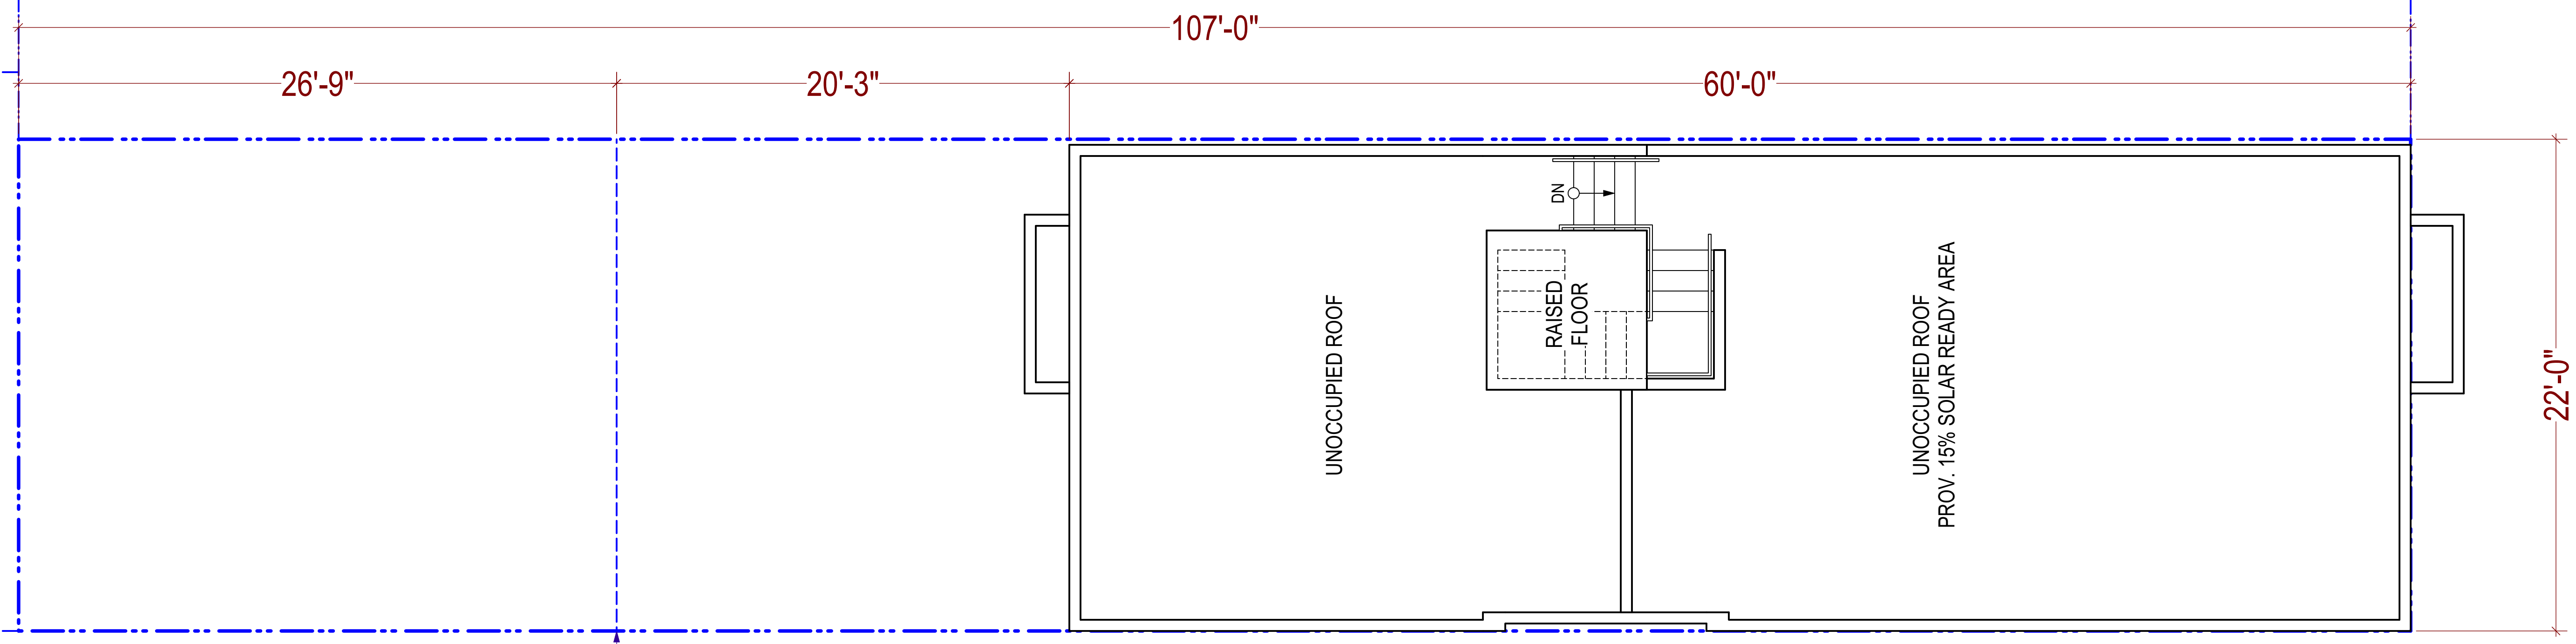 107'-0"
26'-9"
20'-3"
60'-0"
DN
RAISED
FLOOR
UNOCCUPIED ROOF
UNOCCUPIED ROOF
PROV. 15% SOLAR READY AREA
22'-0"